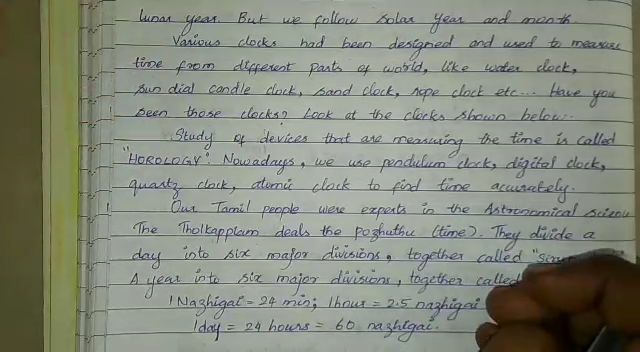 lunar year. But we follow solar year and month.
Various clocks had been designed and used to measure
time from different parts of world, like water clock,
sun dial candle clock, sand clock, rope clock etc... Have you
seen those clocks? Look at the clocks shown below..
Study of devices that are measuring the time is called
"HOROLOGY". Nowadays, we use pendulum clock, digital clock,
quartz clock, atomic clock to find time accurately.
Our Tamil people were experts in the Astronomical science
The Tholkappiam deals the pozhuthu (time). They divide a
day into six major divisions, together called
A year into six major divisions, together called
1 Nazhigai = 24 min; 1hour = 2.5 nazhigai
1day = 24 hours = 60 nazhigai.